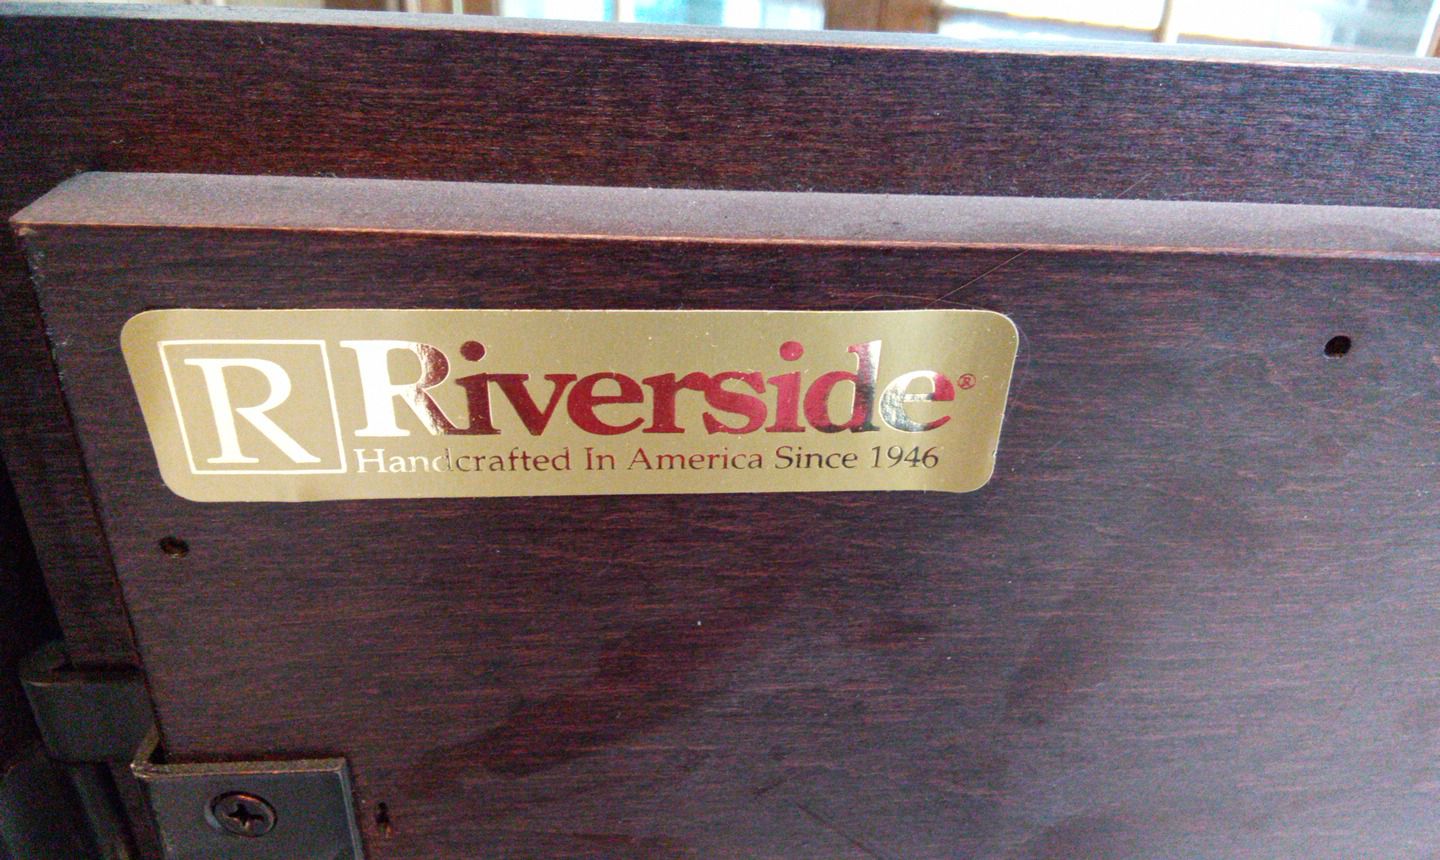 R Riverside®
Handcrafted In America Since 1946